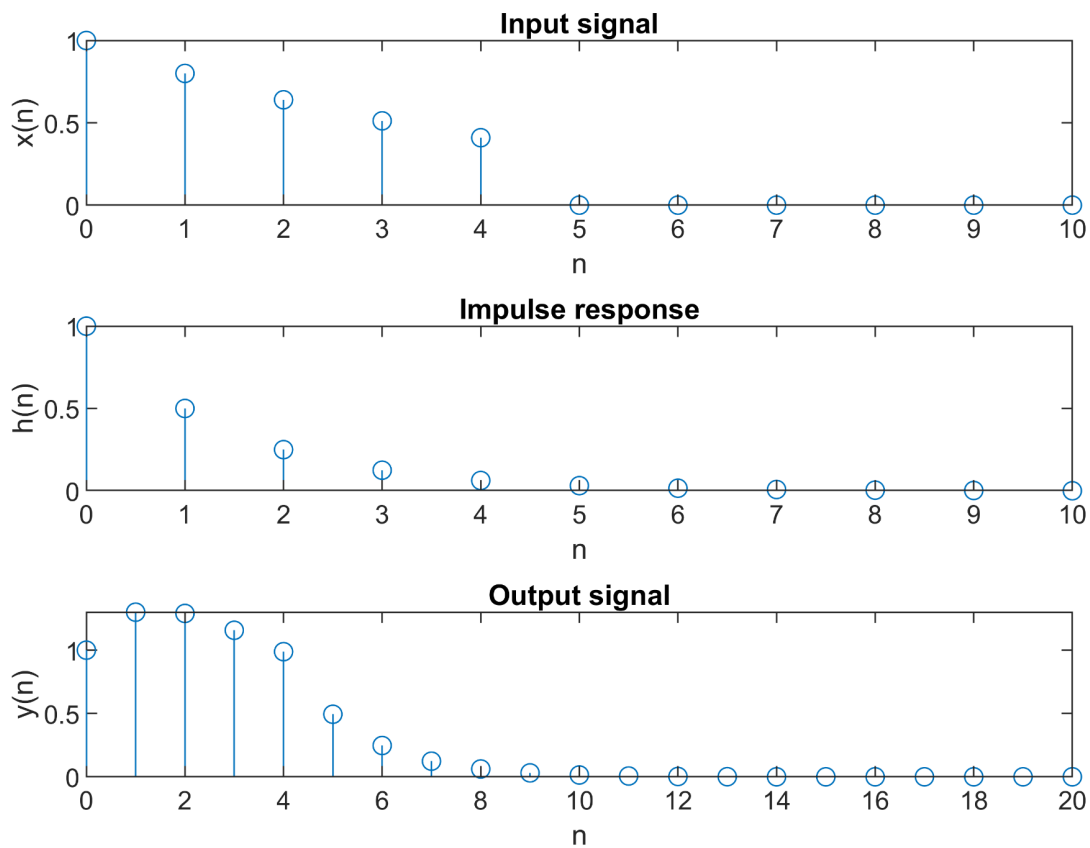 Input signal
x(n)
1
0.5
0
0 1 2 3 4 5 6 7 8 9 10
n
Impulse response
h(n)
1
0.5
0
0 1 2 3 4 5 6 7 8 9 10
n
Output signal
y(n)
1
0.5
0
0 2 4 6 8 10 12 14 16 18 20
n